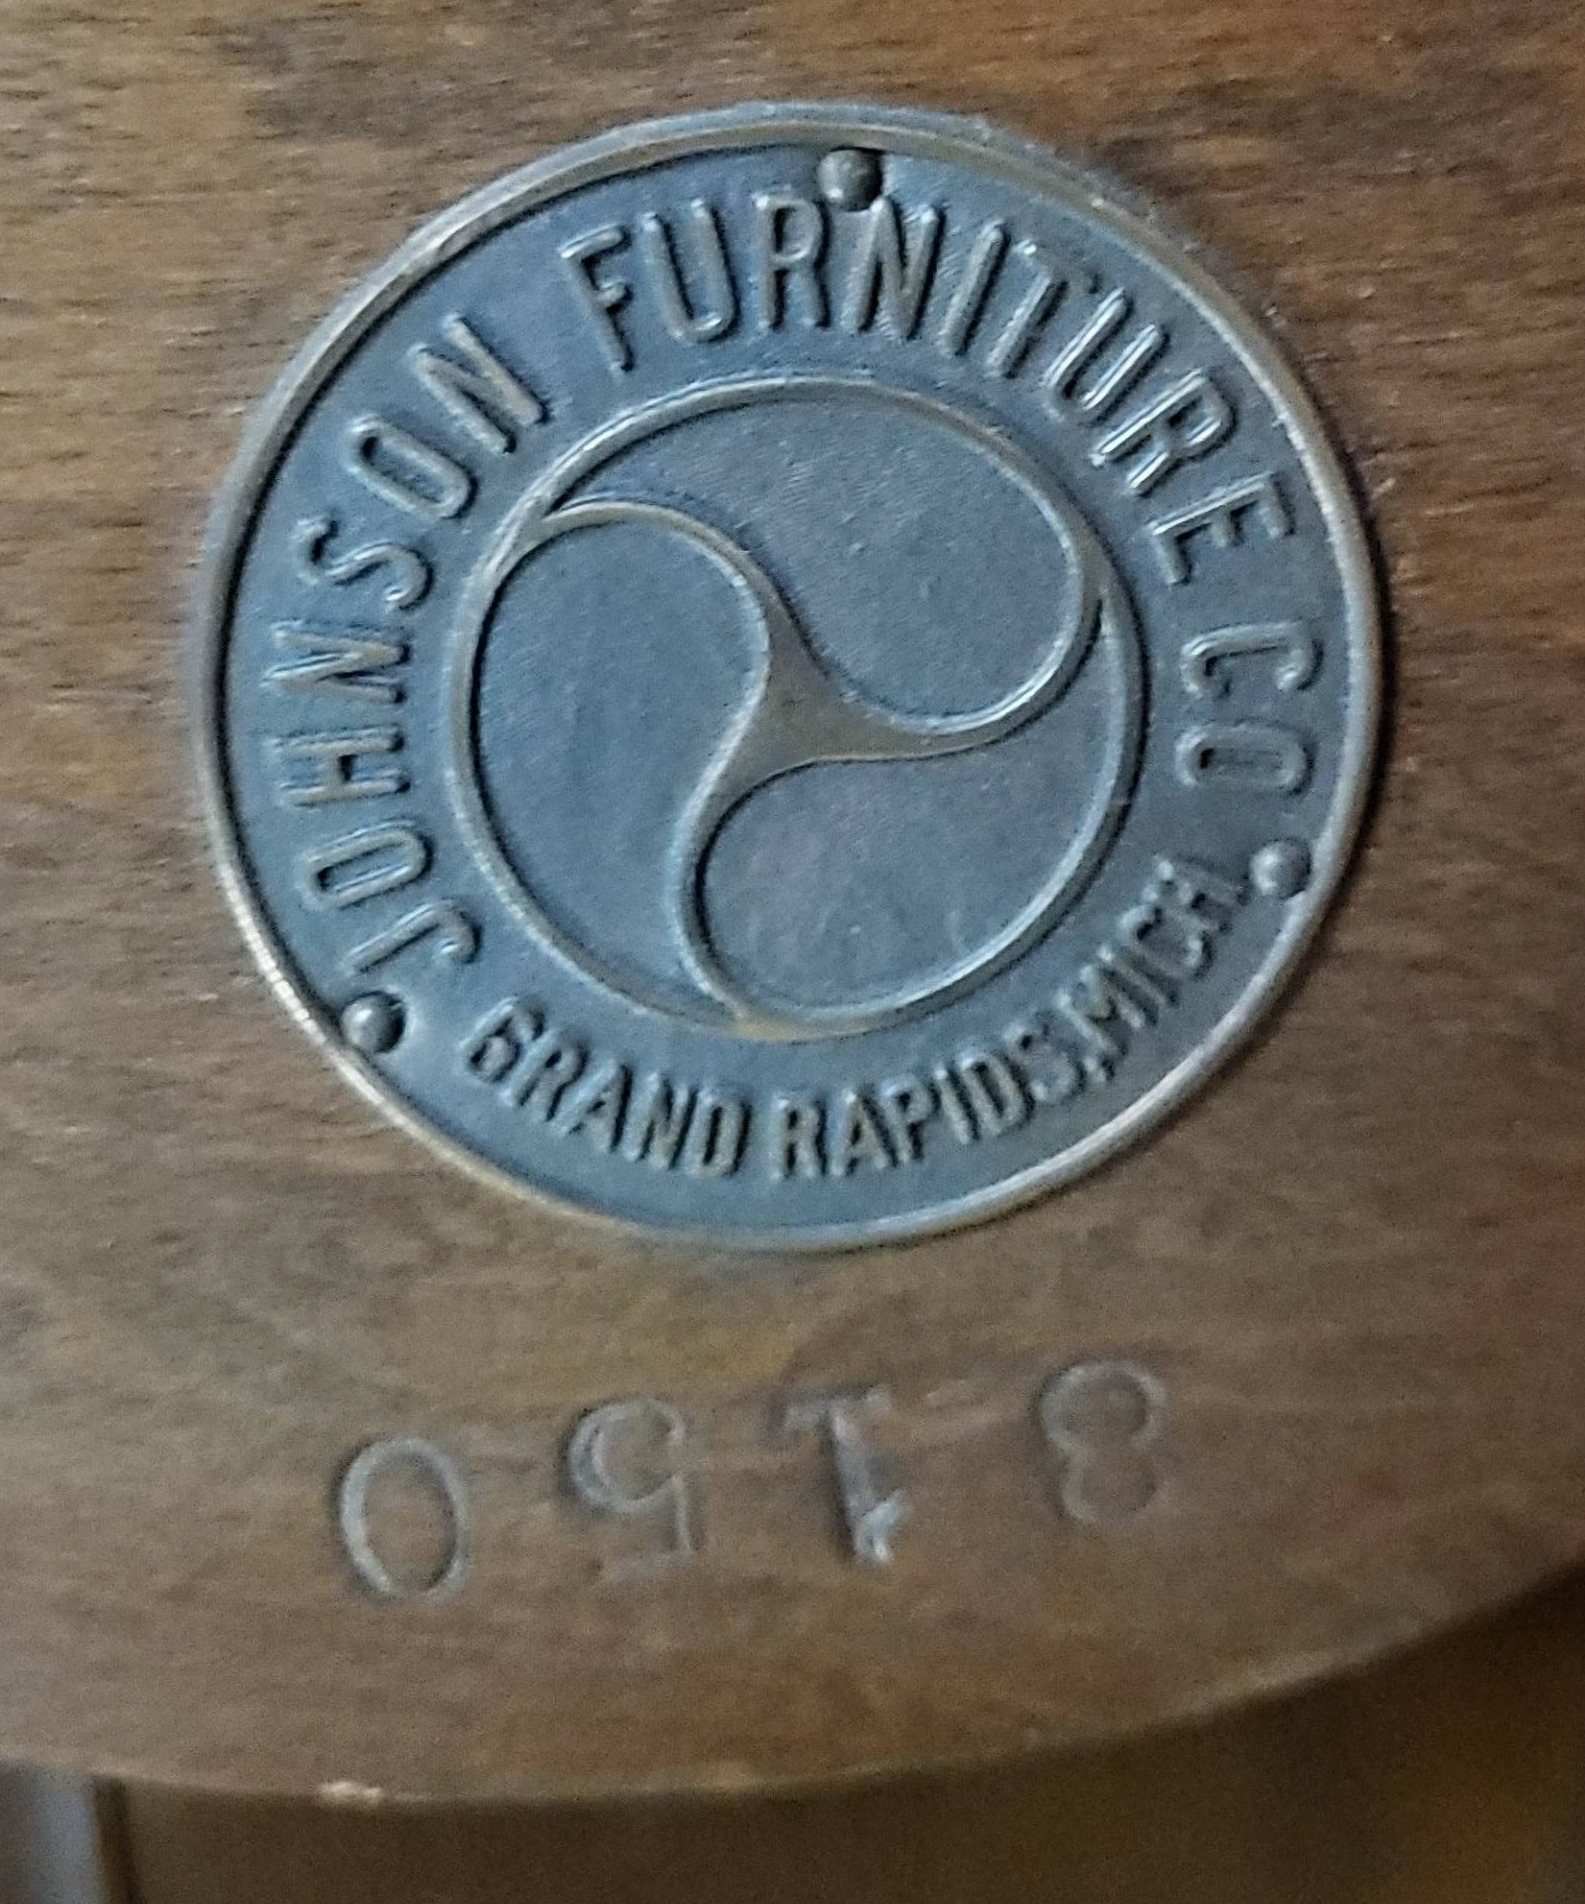 JOHNSON FURNITURE CO.
GRAND RAPIDS, MICH.
8150